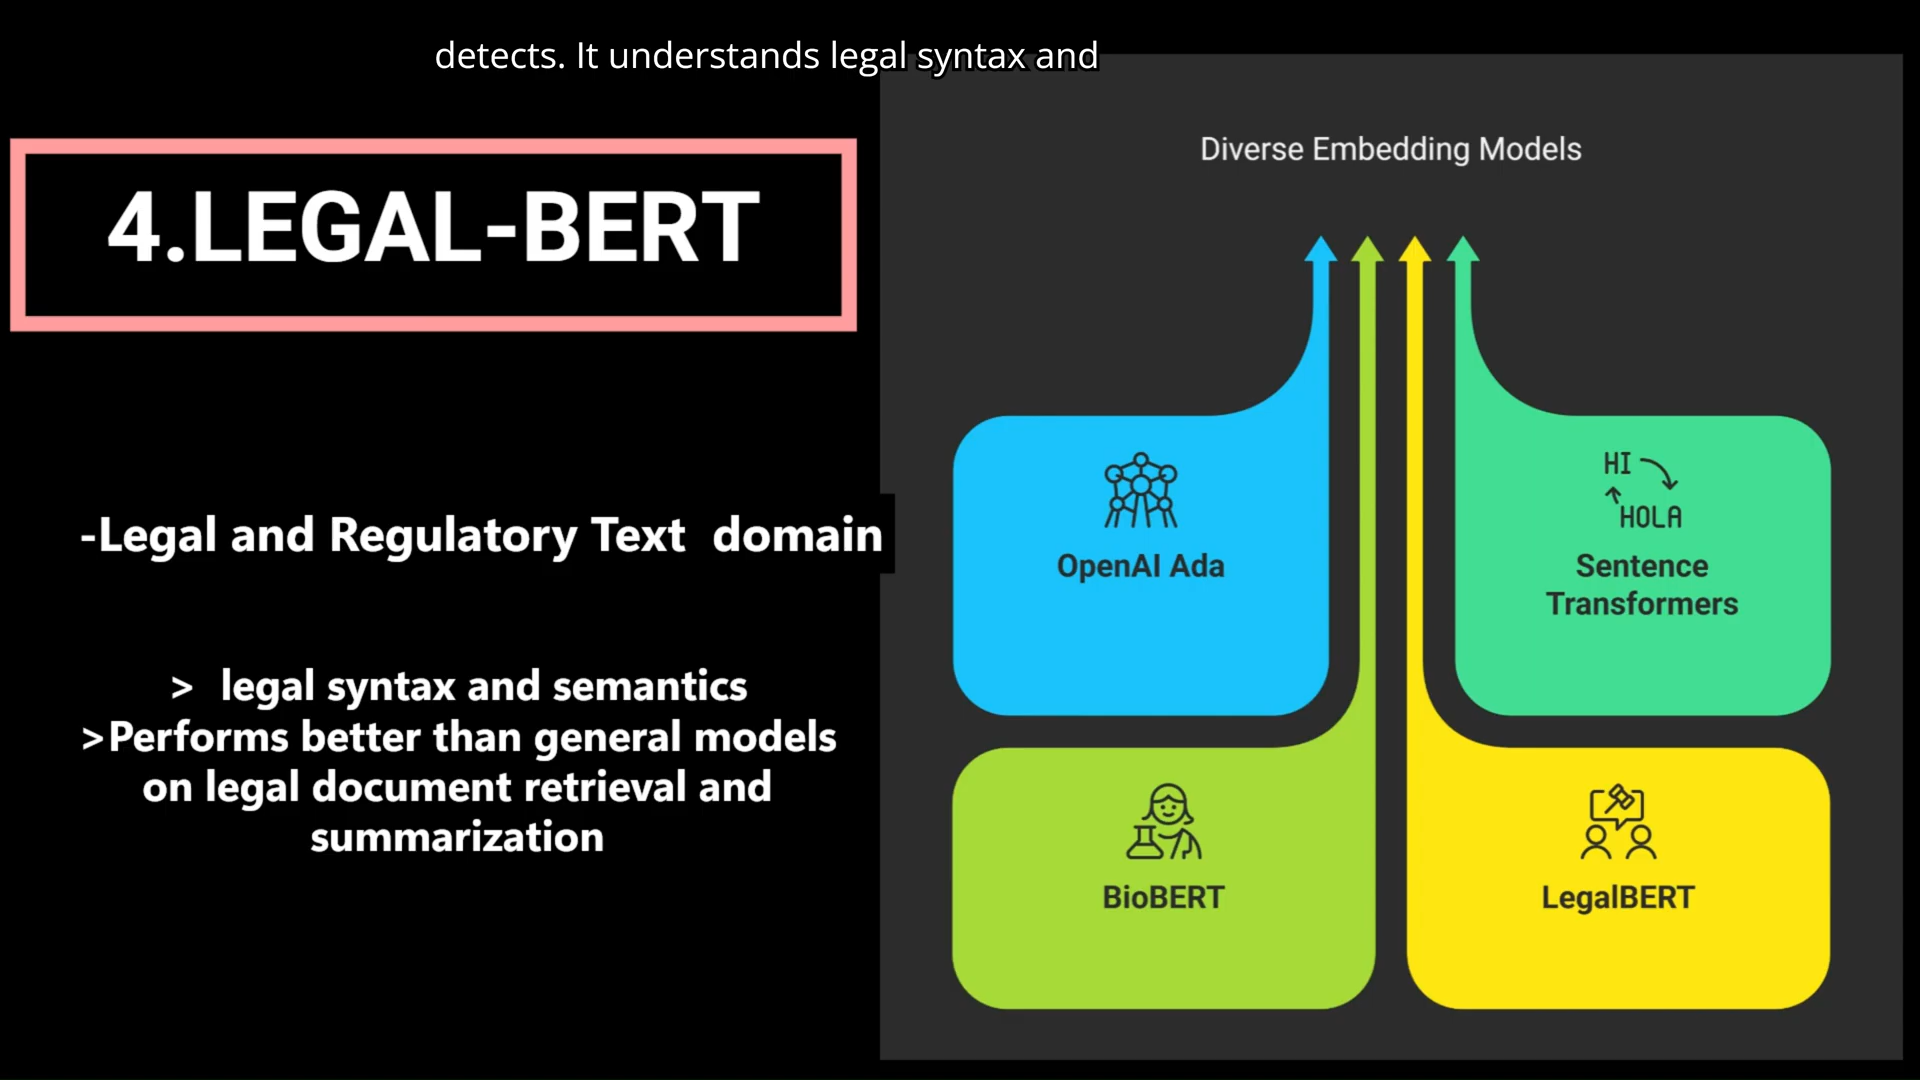 detects. It understands legal syntax and
4.LEGAL-BERT
-Legal and Regulatory Text  domain
>  legal syntax and semantics
>Performs better than general models
on legal document retrieval and
summarization
Diverse Embedding Models
OpenAI Ada
HI
HOLA
Sentence
Transformers
BioBERT
LegalBERT